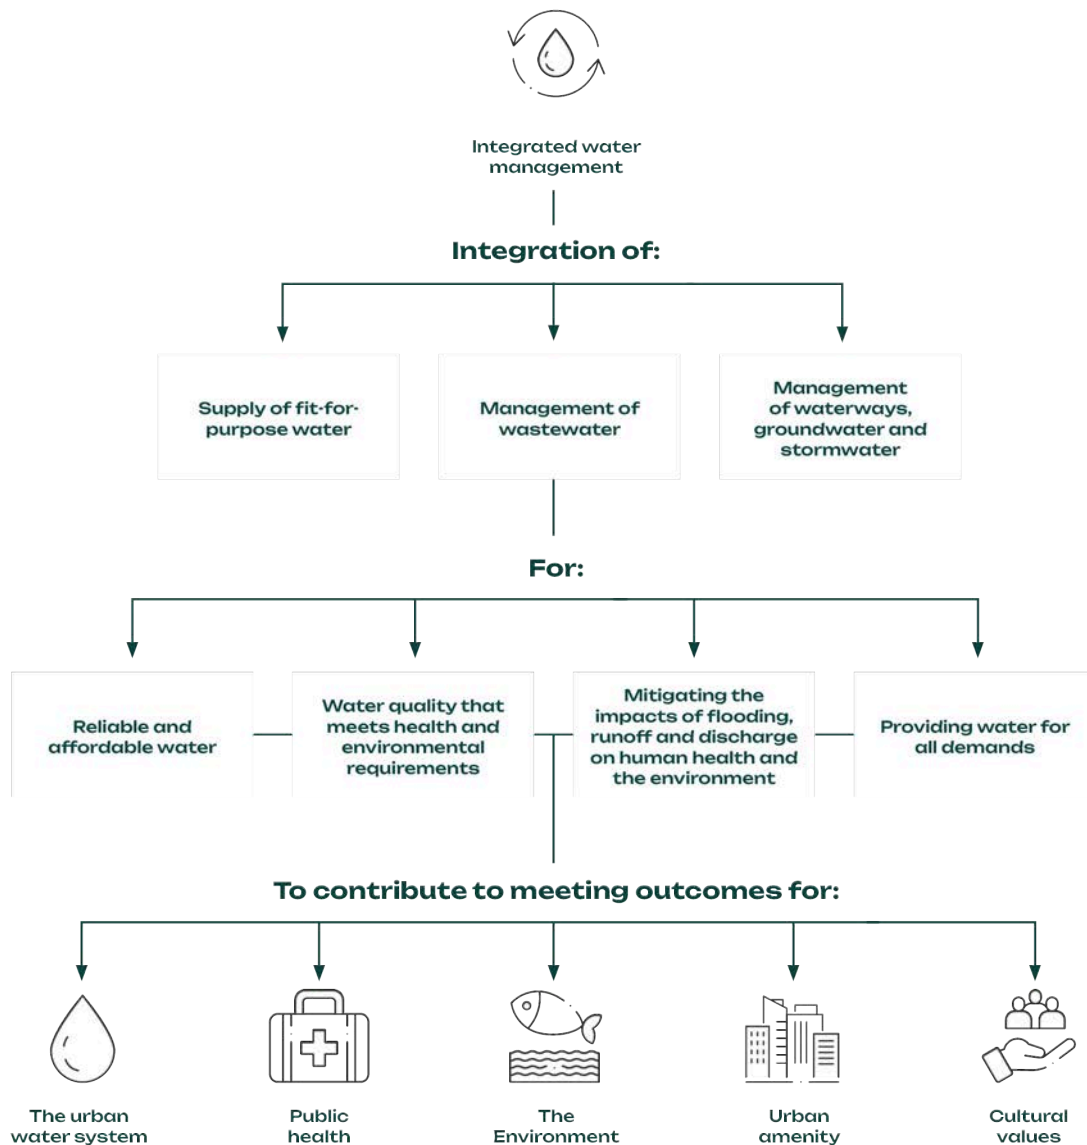 Integrated water
management
Integration of:
Supply of fit-for-
purpose water
Management of
wastewater
Management
of waterways,
groundwater and
stormwater
For:
Reliable and
affordable water
Water quality that
meets health and
environmental
requirements
Mitigating the
impacts of flooding,
runoff and discharge
on human health and
the environment
Providing water for
all demands
To contribute to meeting outcomes for:
The urban
water system
Public
health
The
Environment
Urban
amenity
Cultural
values